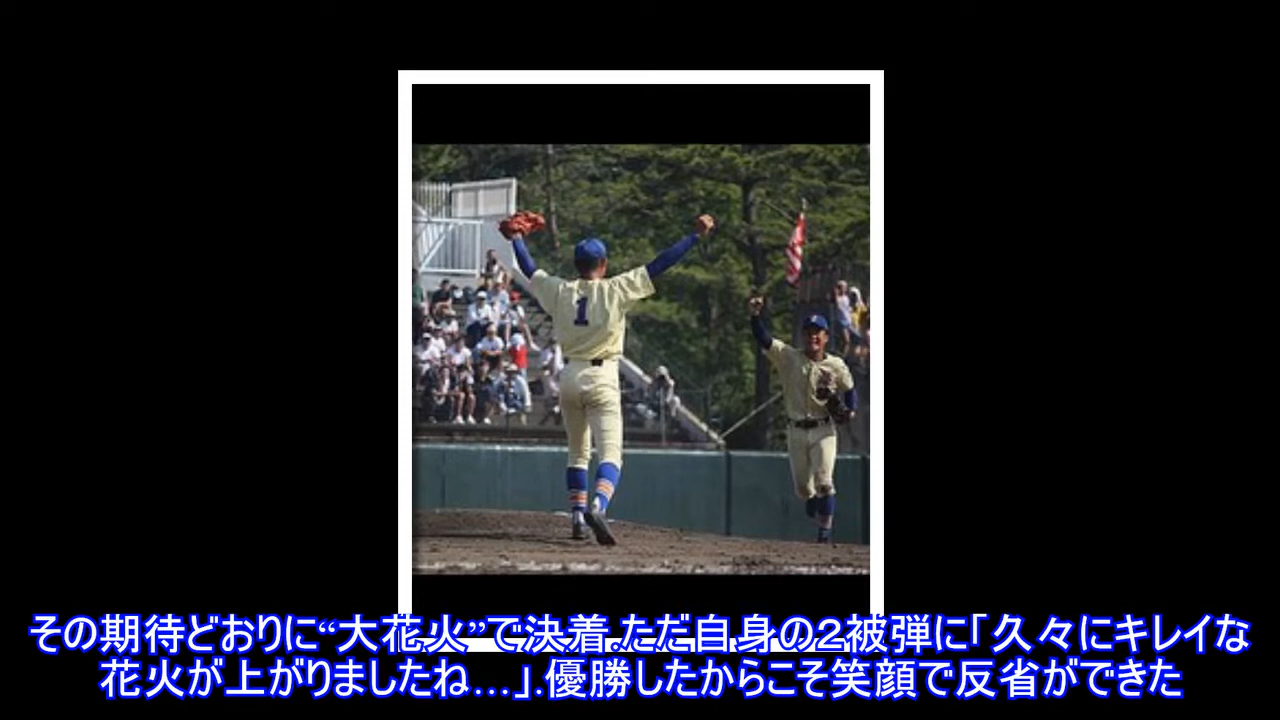 1
その期待どおりに“大花火”で決着.ただ自身の2被弾に「久々にキレイな
花火が上がりましたね…」.優勝したからこそ笑顔で反省ができた